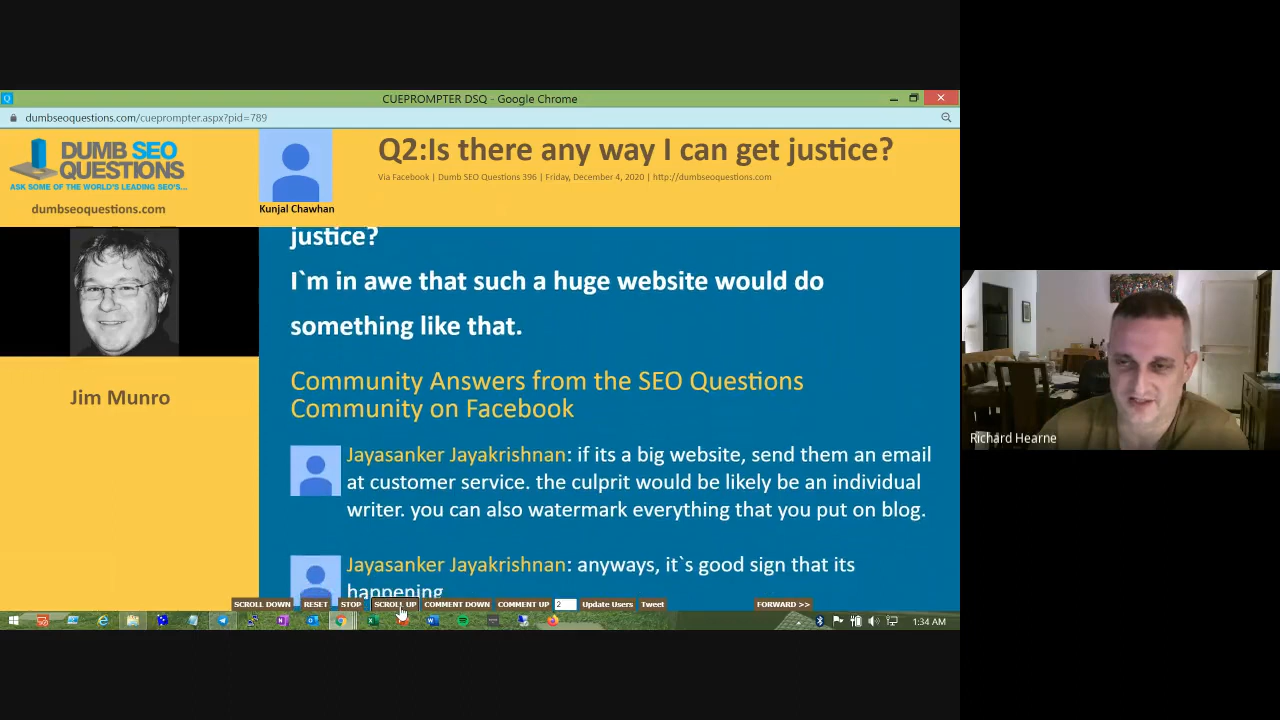 CUEPROMPTER DSQ - Google Chrome
dumbseoquestions.com/cueprompter.aspx?pid=789
DUMB SEO
QUESTIONS
ASK SOME OF THE WORLD'S LEADING SEO'S...
dumbseoquestions.com
Kunjal Chawhan
Q2:Is there any way I can get justice?
Via Facebook | Dumb SEO Questions 396 | Friday, December 4, 2020 | http://dumbseoquestions.com
Jim Munro
justice?
I`m in awe that such a huge website would do
something like that.
Community Answers from the SEO Questions
Community on Facebook
Jayasanker Jayakrishnan: if its a big website, send them an email
at customer service. the culprit would be likely be an individual
writer. you can also watermark everything that you put on blog.
Jayasanker Jayakrishnan: anyways, it`s good sign that its
happening
SCROLL DOWN RESET STOP SCROLL UP COMMENT DOWN COMMENT UP 2 Update Users Tweet FORWARD >>
1:34 AM
Richard Hearne